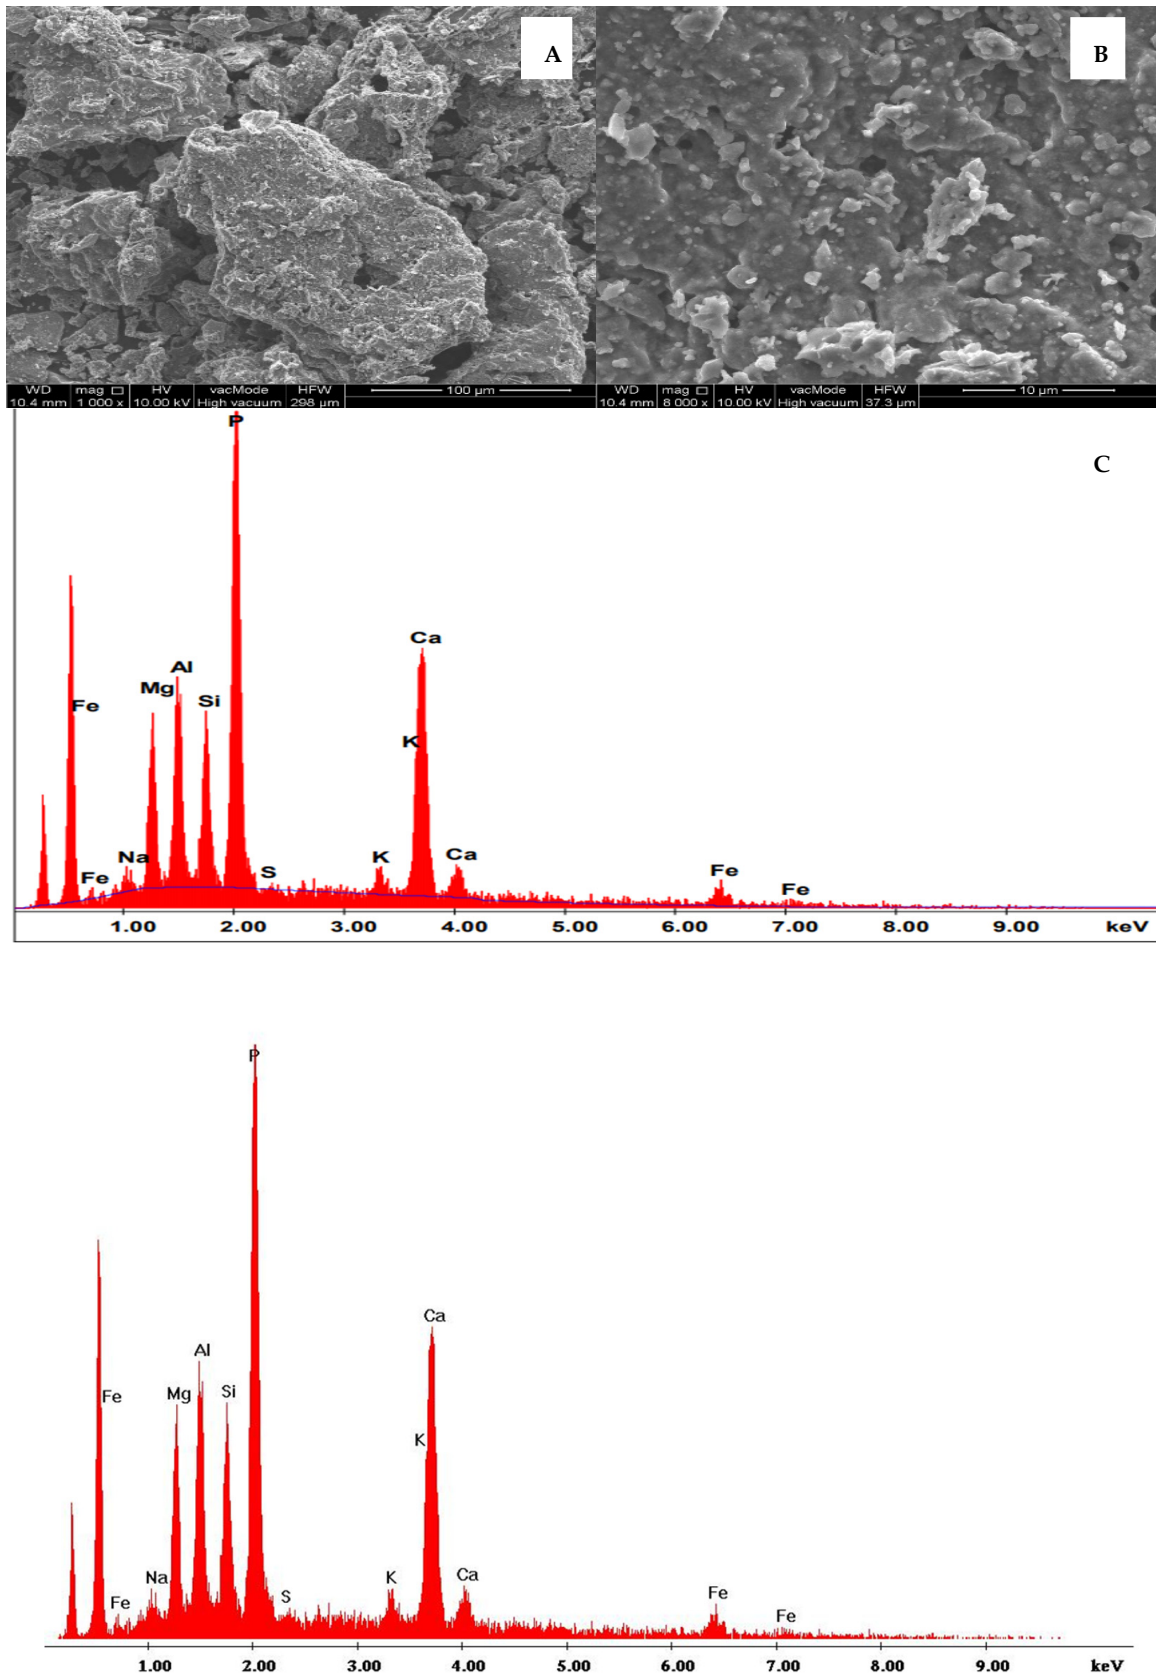 A
B
WD mag □ HV vacMode HFW 100 µm
10.4 mm 1 000 x 10.00 kV High vacuum 298 µm
WD mag □ HV vacMode HFW 10 µm
10.4 mm 8 000 x 10.00 kV High vacuum 37.3 µm
P
C
Ca
Al
Mg
Si
Fe
K
Na
S
K
Ca
Fe
Fe
Fe
1.00 2.00 3.00 4.00 5.00 6.00 7.00 8.00 9.00 keV
P
Ca
Al
Mg
Si
Fe
K
Na
Fe
S
K
Ca
Fe
Fe
1.00 2.00 3.00 4.00 5.00 6.00 7.00 8.00 9.00 keV